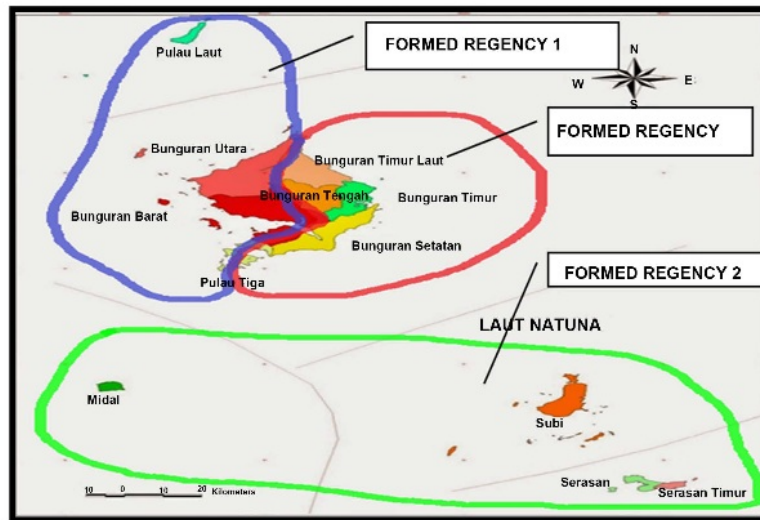 Pulau Laut
FORMED REGENCY 1
N
W
E
S
FORMED REGENCY
Bunguran Utara
Bunguran Timur Laut
Bunguran Tengah
Bunguran Timur
Bunguran Barat
Bunguran Setatan
Pulau Tiga
FORMED REGENCY 2
LAUT NATUNA
Midal
Subi
Serasan
Serasan Timur
10 0 10 20 Kilometers